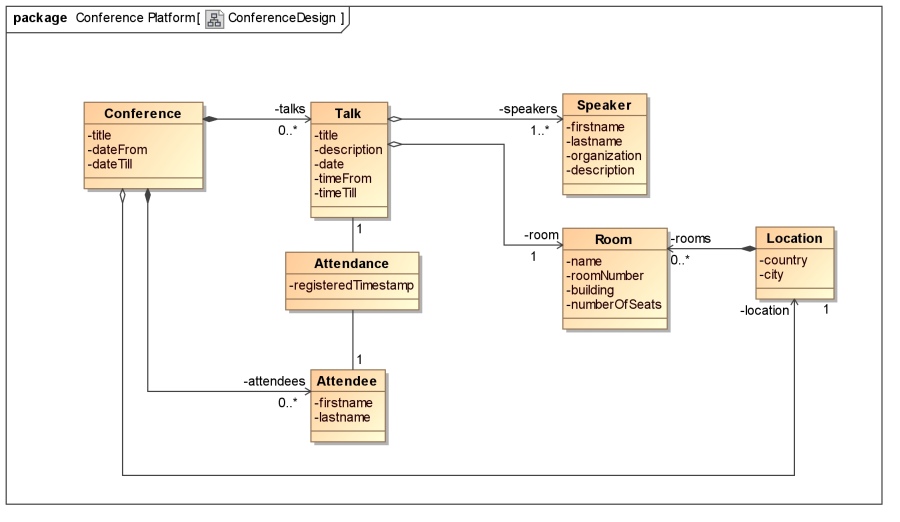 package Conference Platform[ ConferenceDesign ]
Conference
-title
-dateFrom
-dateTill
-talks
0..*
Talk
-title
-description
-date
-timeFrom
-timeTill
-speakers
1..*
Speaker
-firstname
-lastname
-organization
-description
1
Attendance
-registeredTimestamp
1
-room
1
Room
-name
-roomNumber
-building
-numberOfSeats
-rooms
0..*
Location
-country
-city
-location
1
-attendees
0..*
Attendee
-firstname
-lastname